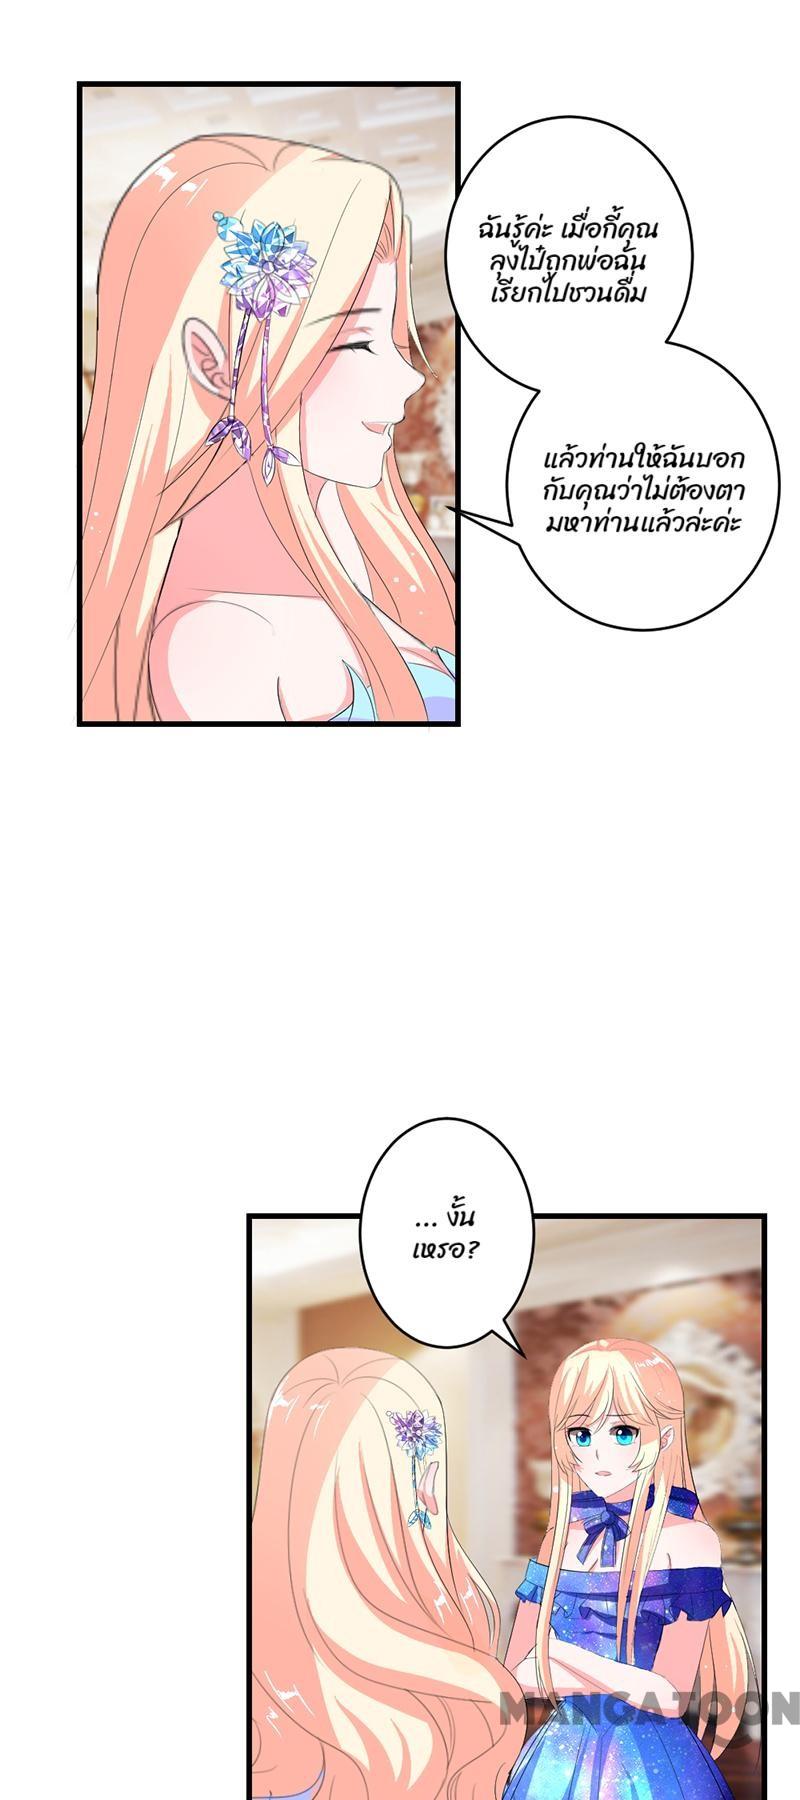 ฉันรู้ค่ะ เมื่อกี้คุณ
ลุงไป๋ถูกพ่อฉัน
เรียกไปชวนดื่ม
แล้วท่านให้ฉันบอก
กับคุณว่าไม่ต้องตา
มหาท่านแล้วล่ะค่ะ
... งั้น
เหรอ?
MANGATOON